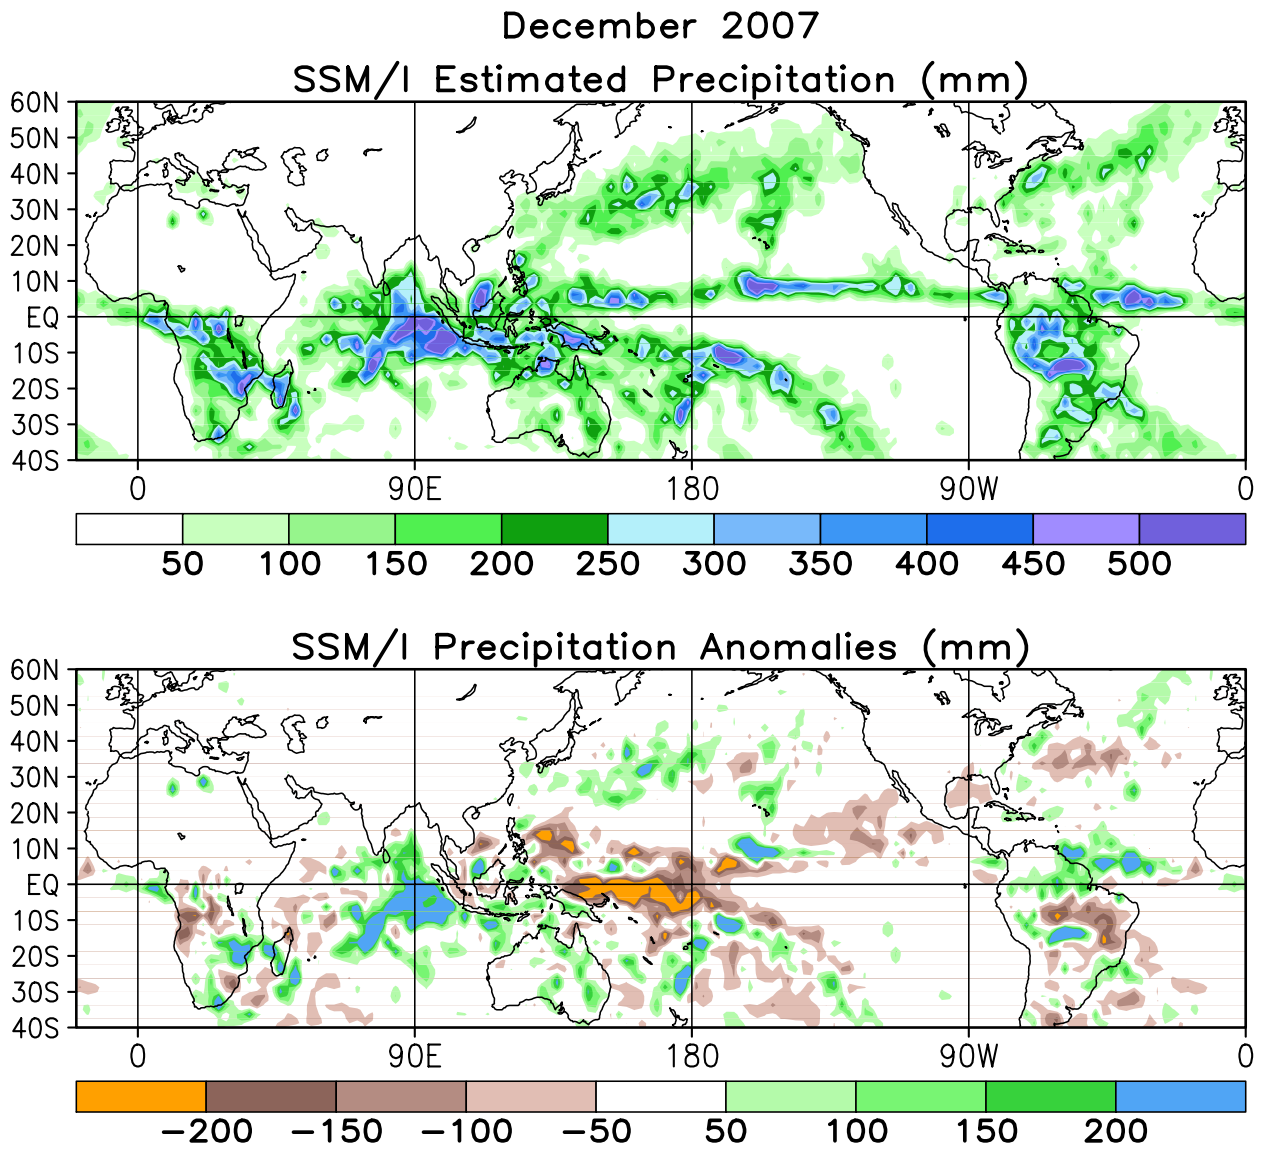 December 2007
SSM/I Estimated Precipitation (mm)
60N
50N
40N
30N
20N
10N
EQ
10S
20S
30S
40S
0 90E 180 90W 0
50 100 150 200 250 300 350 400 450 500
SSM/I Precipitation Anomalies (mm)
60N
50N
40N
30N
20N
10N
EQ
10S
20S
30S
40S
0 90E 180 90W 0
−200 −150 −100 −50 50 100 150 200